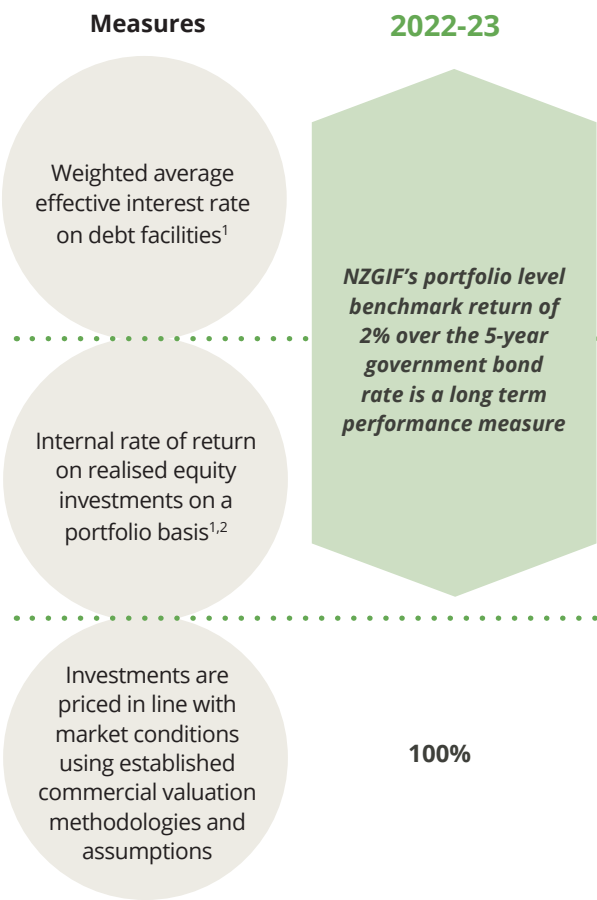 Measures
2022-23
Weighted average
effective interest rate
on debt facilities¹
NZGIF’s portfolio level
benchmark return of
2% over the 5-year
government bond
rate is a long term
performance measure
Internal rate of return
on realised equity
investments on a
portfolio basis¹,²
Investments are
priced in line with
market conditions
using established
commercial valuation
methodologies and
assumptions
100%